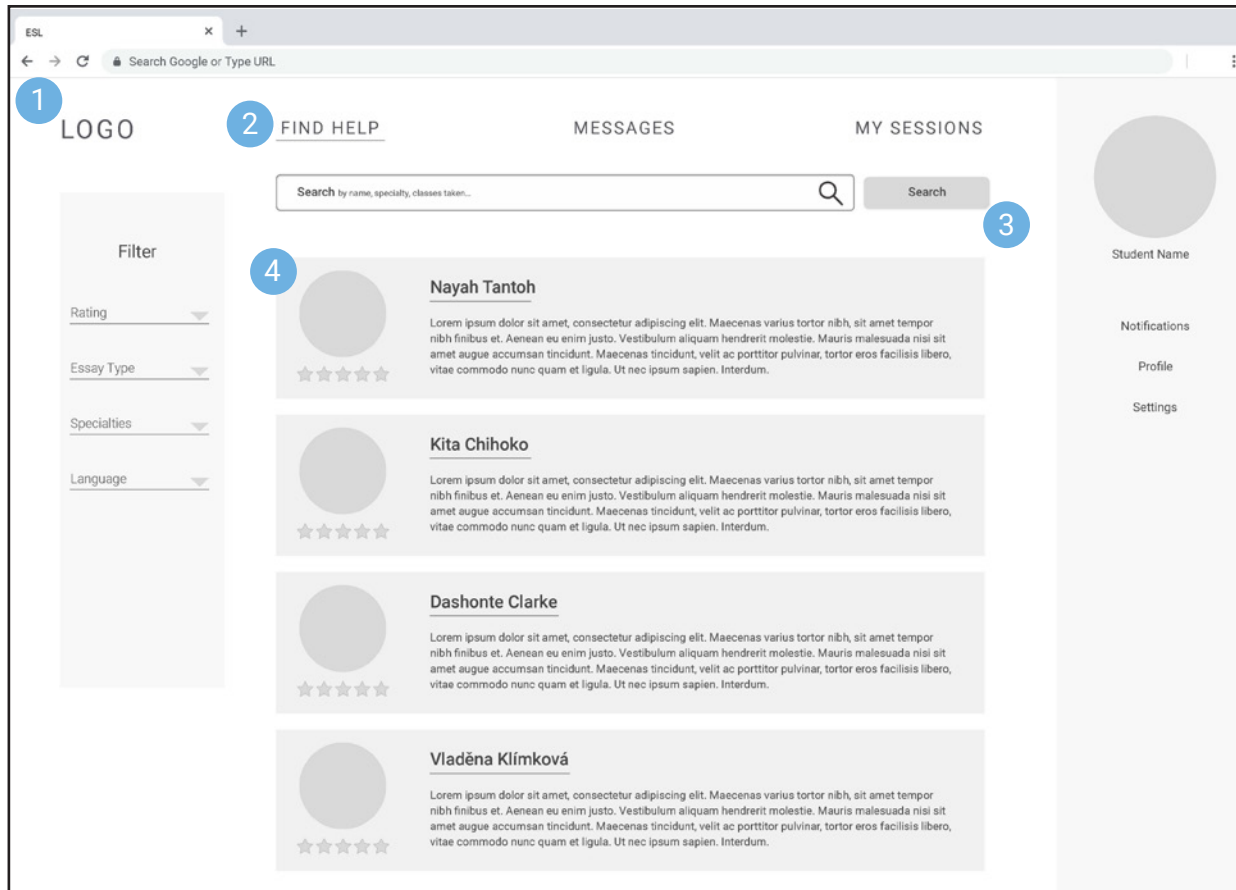 ESL
Search Google or Type URL
1
LOGO
2
FIND HELP
MESSAGES
MY SESSIONS
Search by name, specialty, classes taken...
Search
3
Filter
Rating
Essay Type
Specialties
Language
4
Nayah Tantoh
Lorem ipsum dolor sit amet, consectetur adipiscing elit. Maecenas varius tortor nibh, sit amet tempor
nibh finibus et. Aenean eu enim justo. Vestibulum aliquam hendrerit molestie. Mauris malesuada nisi sit
amet augue accumsan tincidunt. Maecenas tincidunt, velit ac porttitor pulvinar, tortor eros facilisis libero,
vitae commodo nunc quam et ligula. Ut nec ipsum sapien. Interdum.
Kita Chihoko
Lorem ipsum dolor sit amet, consectetur adipiscing elit. Maecenas varius tortor nibh, sit amet tempor
nibh finibus et. Aenean eu enim justo. Vestibulum aliquam hendrerit molestie. Mauris malesuada nisi sit
amet augue accumsan tincidunt. Maecenas tincidunt, velit ac porttitor pulvinar, tortor eros facilisis libero,
vitae commodo nunc quam et ligula. Ut nec ipsum sapien. Interdum.
Dashonte Clarke
Lorem ipsum dolor sit amet, consectetur adipiscing elit. Maecenas varius tortor nibh, sit amet tempor
nibh finibus et. Aenean eu enim justo. Vestibulum aliquam hendrerit molestie. Mauris malesuada nisi sit
amet augue accumsan tincidunt. Maecenas tincidunt, velit ac porttitor pulvinar, tortor eros facilisis libero,
vitae commodo nunc quam et ligula. Ut nec ipsum sapien. Interdum.
Vladěna Klímková
Lorem ipsum dolor sit amet, consectetur adipiscing elit. Maecenas varius tortor nibh, sit amet tempor
nibh finibus et. Aenean eu enim justo. Vestibulum aliquam hendrerit molestie. Mauris malesuada nisi sit
amet augue accumsan tincidunt. Maecenas tincidunt, velit ac porttitor pulvinar, tortor eros facilisis libero,
vitae commodo nunc quam et ligula. Ut nec ipsum sapien. Interdum.
Student Name
Notifications
Profile
Settings